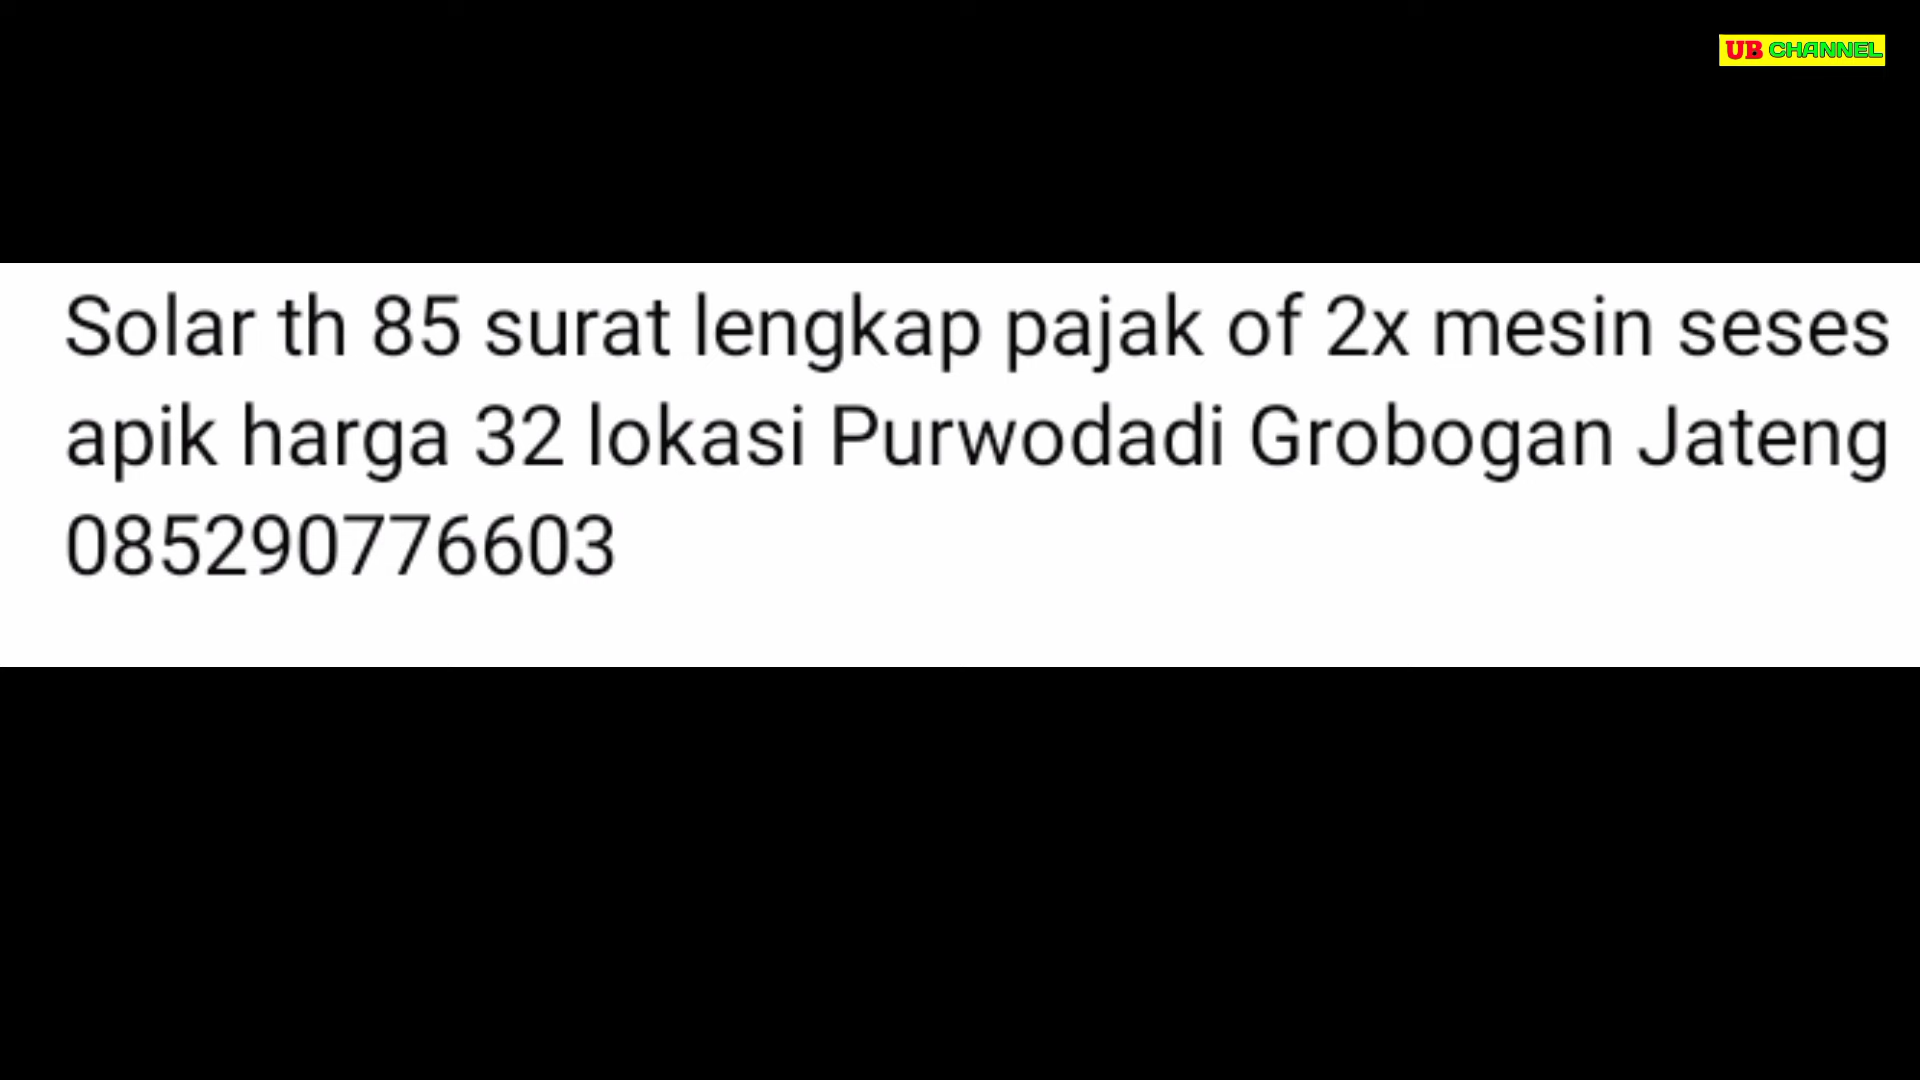 UB CHANNEL
Solar th 85 surat lengkap pajak of 2x mesin seses
apik harga 32 lokasi Purwodadi Grobogan Jateng
085290776603